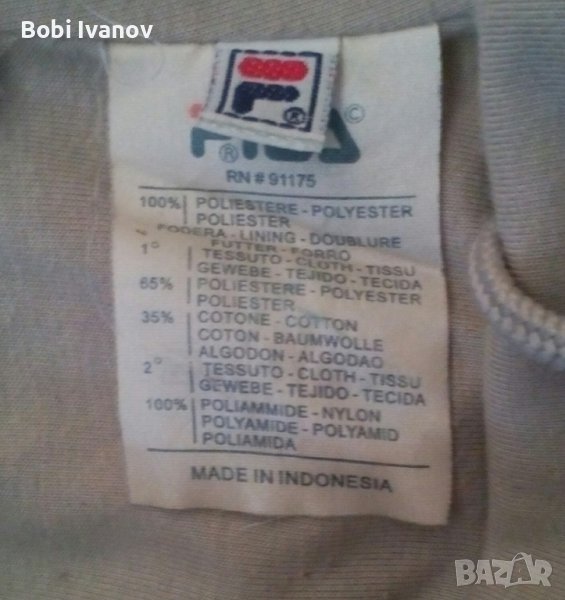 Bobi Ivanov
F
®
FILA
©
®
RN # 91175
100% POLIESTERE - POLYESTER
POLIESTER
FODERA - LINING - DOUBLURE
FUTTER - FORRO
1° TESSUTO - CLOTH - TISSU
GEWEBE - TEJIDO - TECIDA
65% POLIESTERE - POLYESTER
POLIESTER
35% COTONE - COTTON
COTON - BAUMWOLLE
ALGODON - ALGODAO
2° TESSUTO - CLOTH - TISSU
GEWEBE - TEJIDO - TECIDA
100% POLIAMMIDE - NYLON
POLYAMIDE - POLYAMID
POLIAMIDA
MADE IN INDONESIA
BAZAR